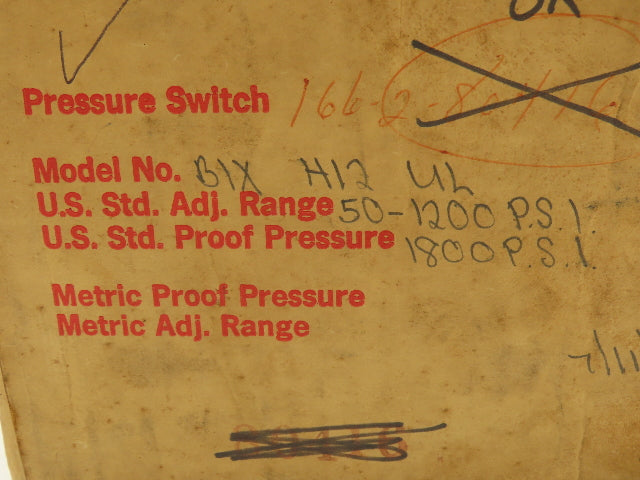 OK
Pressure Switch 166-2-
Model No. B1X H12 UL
U.S. Std. Adj. Range 50-1200 P.S.I.
U.S. Std. Proof Pressure 1800 P.S.I.
Metric Proof Pressure
Metric Adj. Range